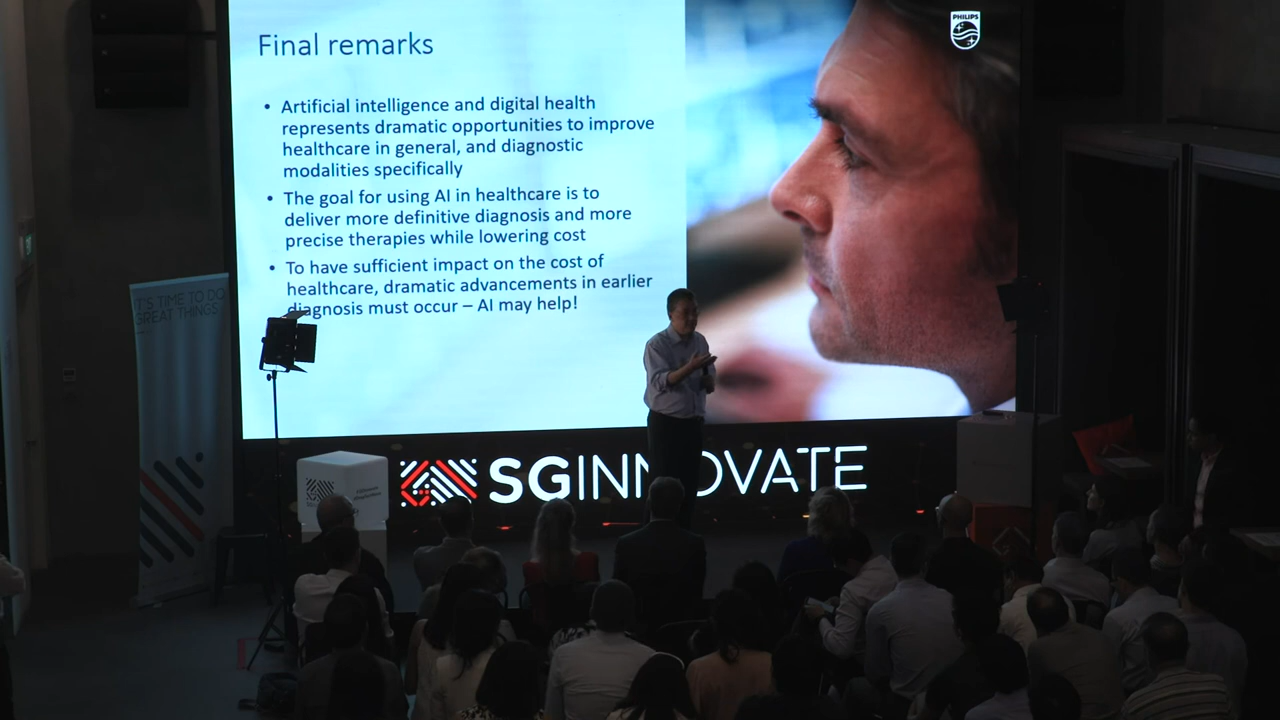 PHILIPS
Final remarks
• Artificial intelligence and digital health
represents dramatic opportunities to improve
healthcare in general, and diagnostic
modalities specifically
• The goal for using AI in healthcare is to
deliver more definitive diagnosis and more
precise therapies while lowering cost
• To have sufficient impact on the cost of
healthcare, dramatic advancements in earlier
diagnosis must occur – AI may help!
IT'S TIME TO DO
GREAT THINGS
SGINNOVATE